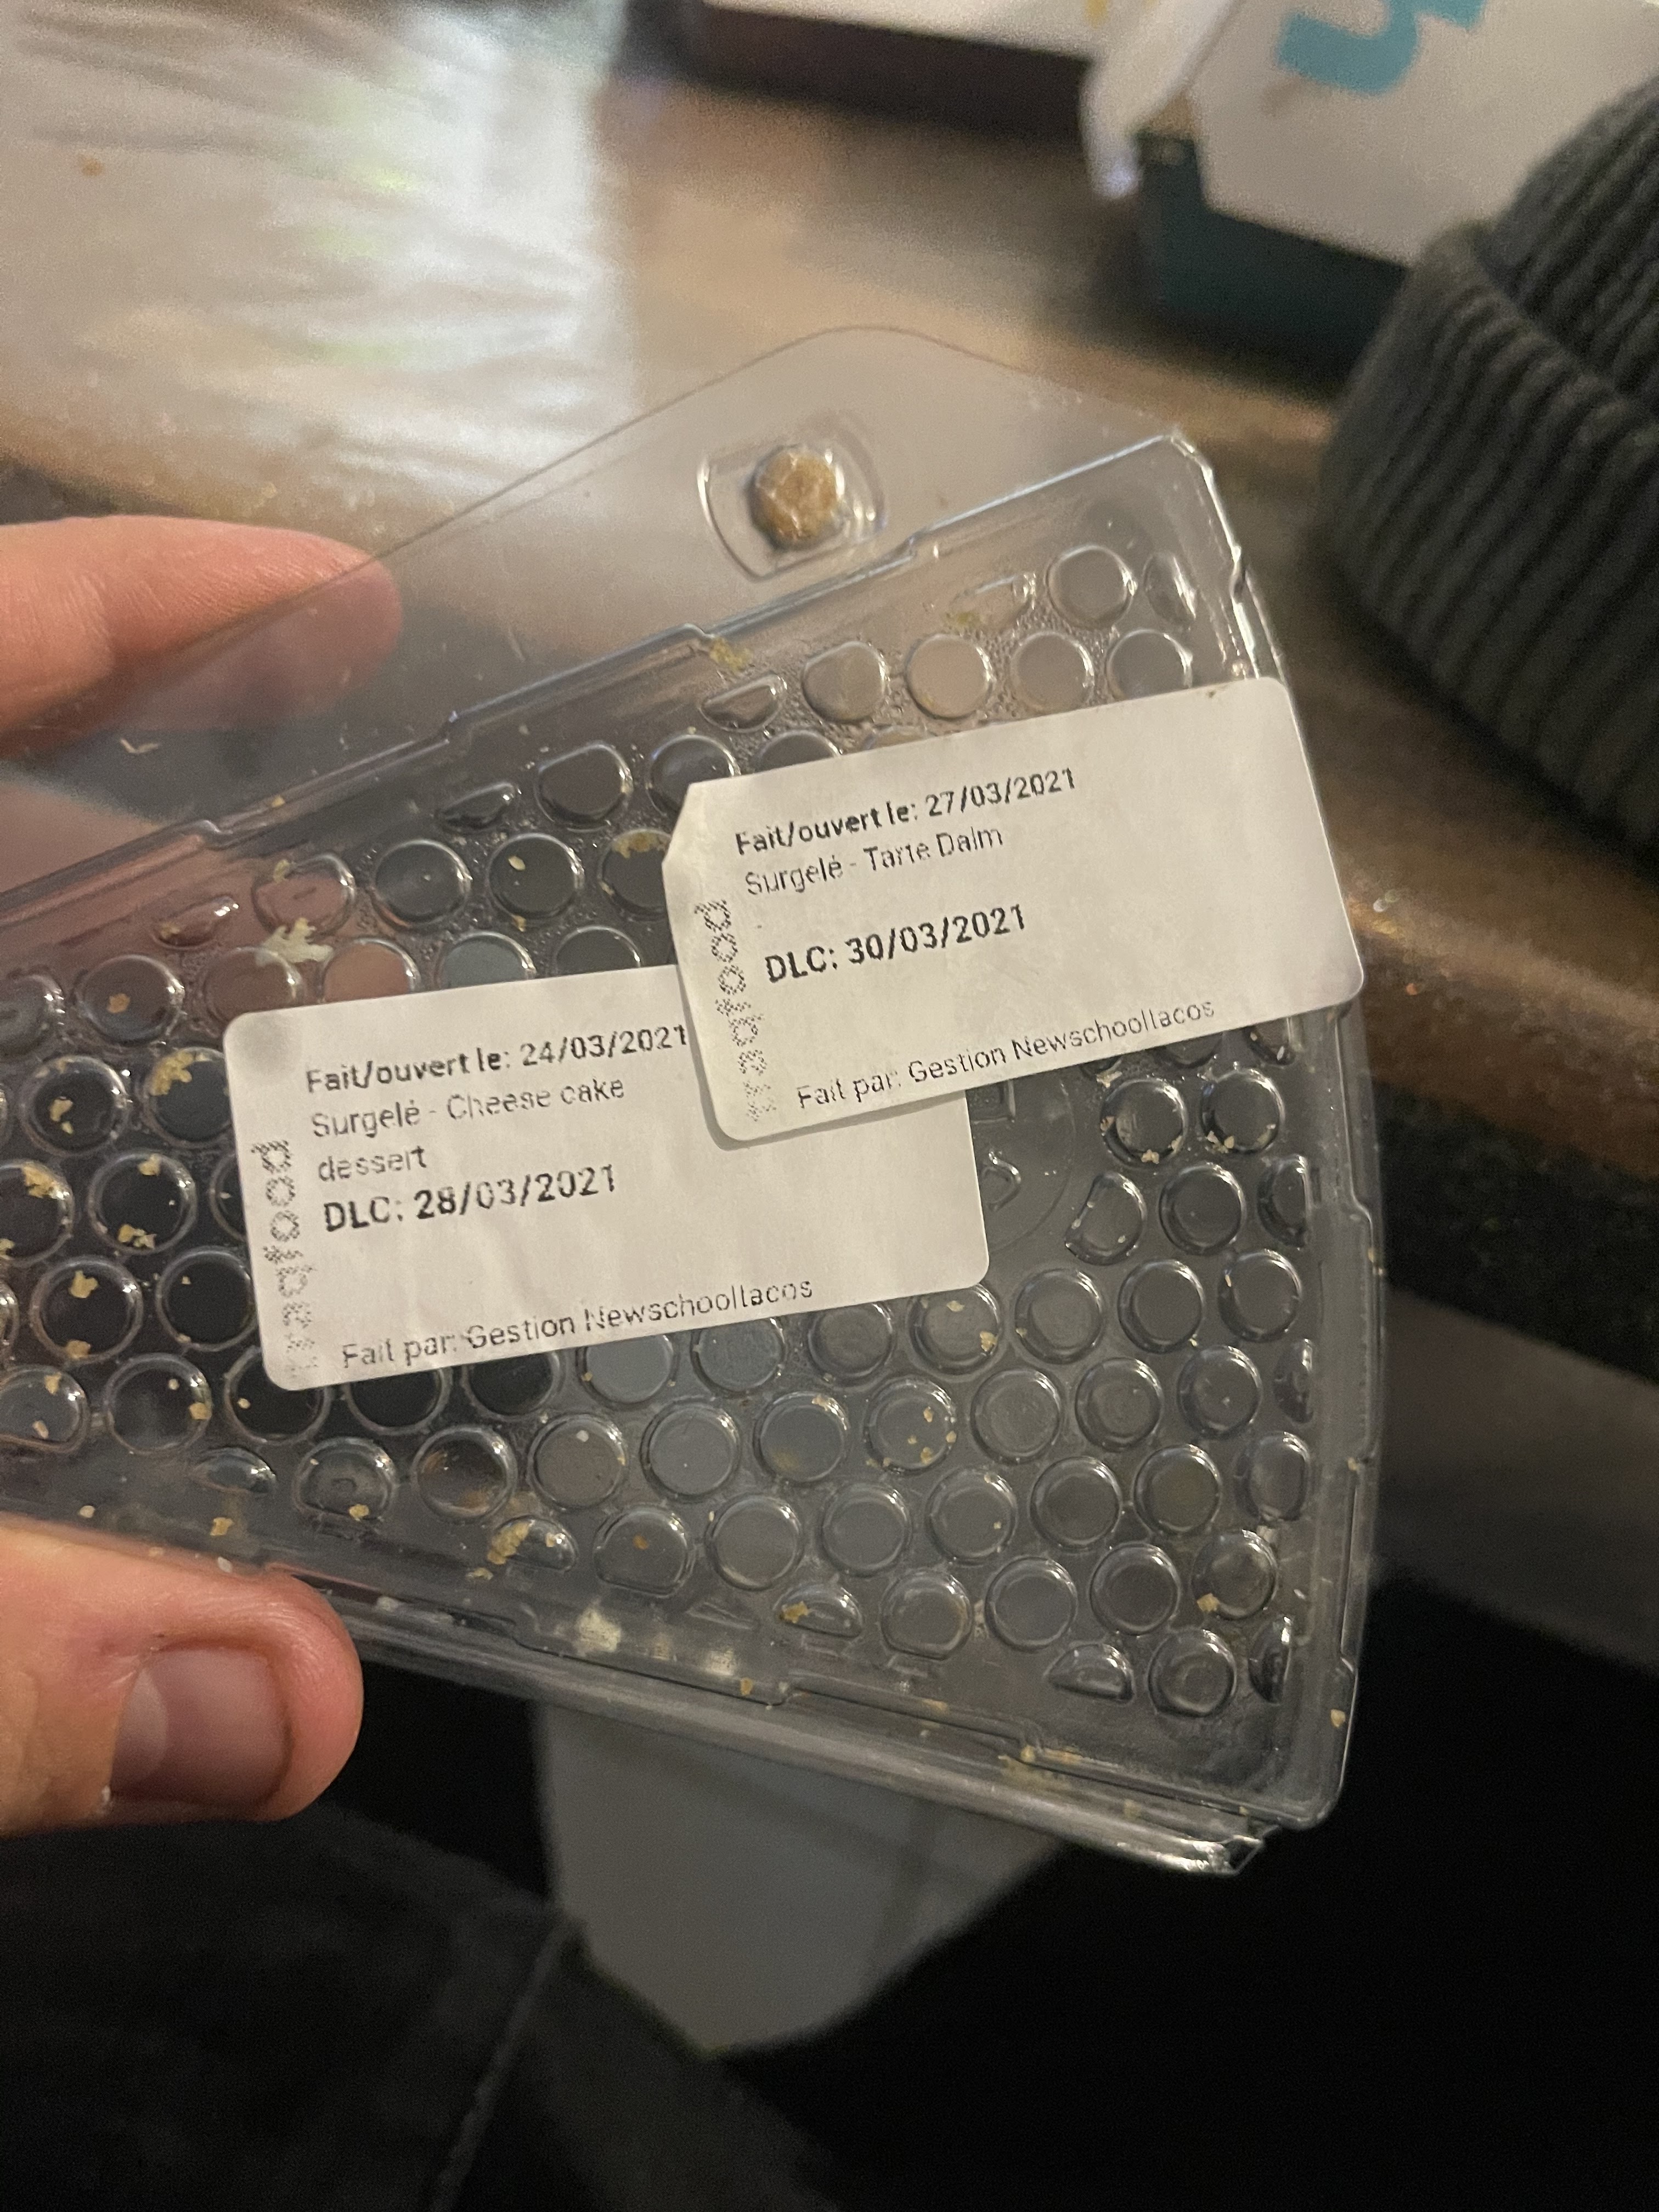 Fait/ouvert le: 27/03/2021
Surgelé - Tarte Daim
DLC: 30/03/2021
Fait par: Gestion Newschooltacos
Fait/ouvert le: 24/03/2021
Surgelé - Cheese cake
dessert
DLC: 28/03/2021
Fait par: Gestion Newschooltacos